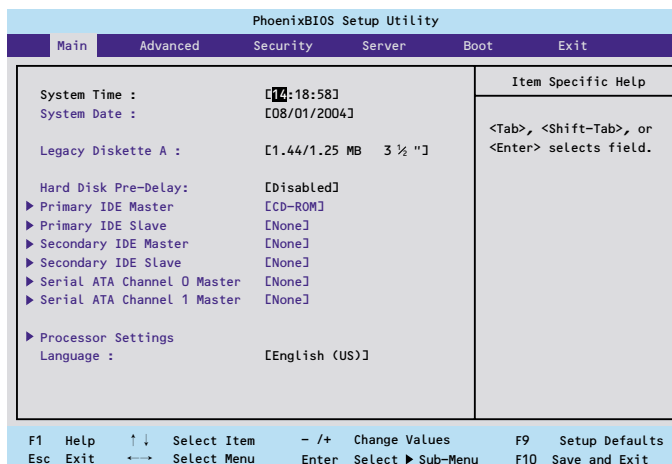 PhoenixBIOS Setup Utility
Main Advanced Security Server Boot Exit
Item Specific Help
System Time : [14:18:58]
System Date : [08/01/2004]
<Tab>, <Shift-Tab>, or
<Enter> selects field.
Legacy Diskette A : [1.44/1.25 MB 3 ½ "]
Hard Disk Pre-Delay: [Disabled]
▶ Primary IDE Master [CD-ROM]
▶ Primary IDE Slave [None]
▶ Secondary IDE Master [None]
▶ Secondary IDE Slave [None]
▶ Serial ATA Channel 0 Master [None]
▶ Serial ATA Channel 1 Master [None]
▶ Processor Settings
Language : [English (US)]
F1 Help ↑↓ Select Item - /+ Change Values F9 Setup Defaults
Esc Exit ←→ Select Menu Enter Select ▶ Sub-Menu F10 Save and Exit